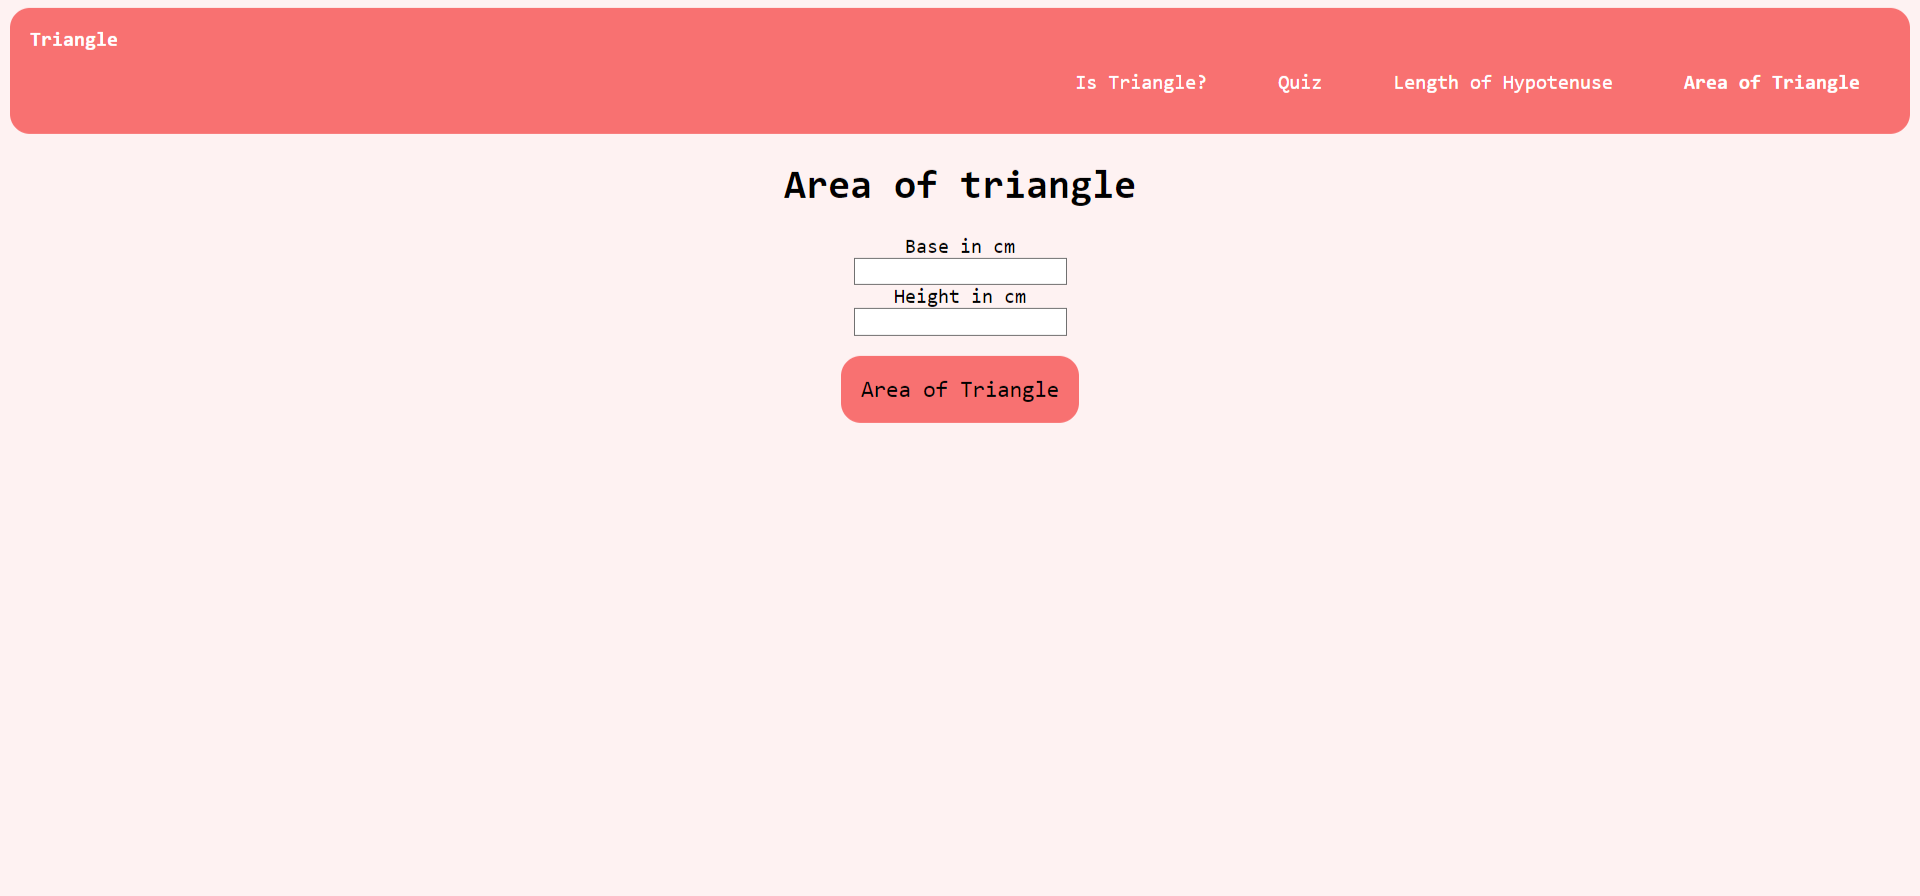 Triangle
Is Triangle? Quiz Length of Hypotenuse Area of Triangle
Area of triangle
Base in cm
Height in cm
Area of Triangle